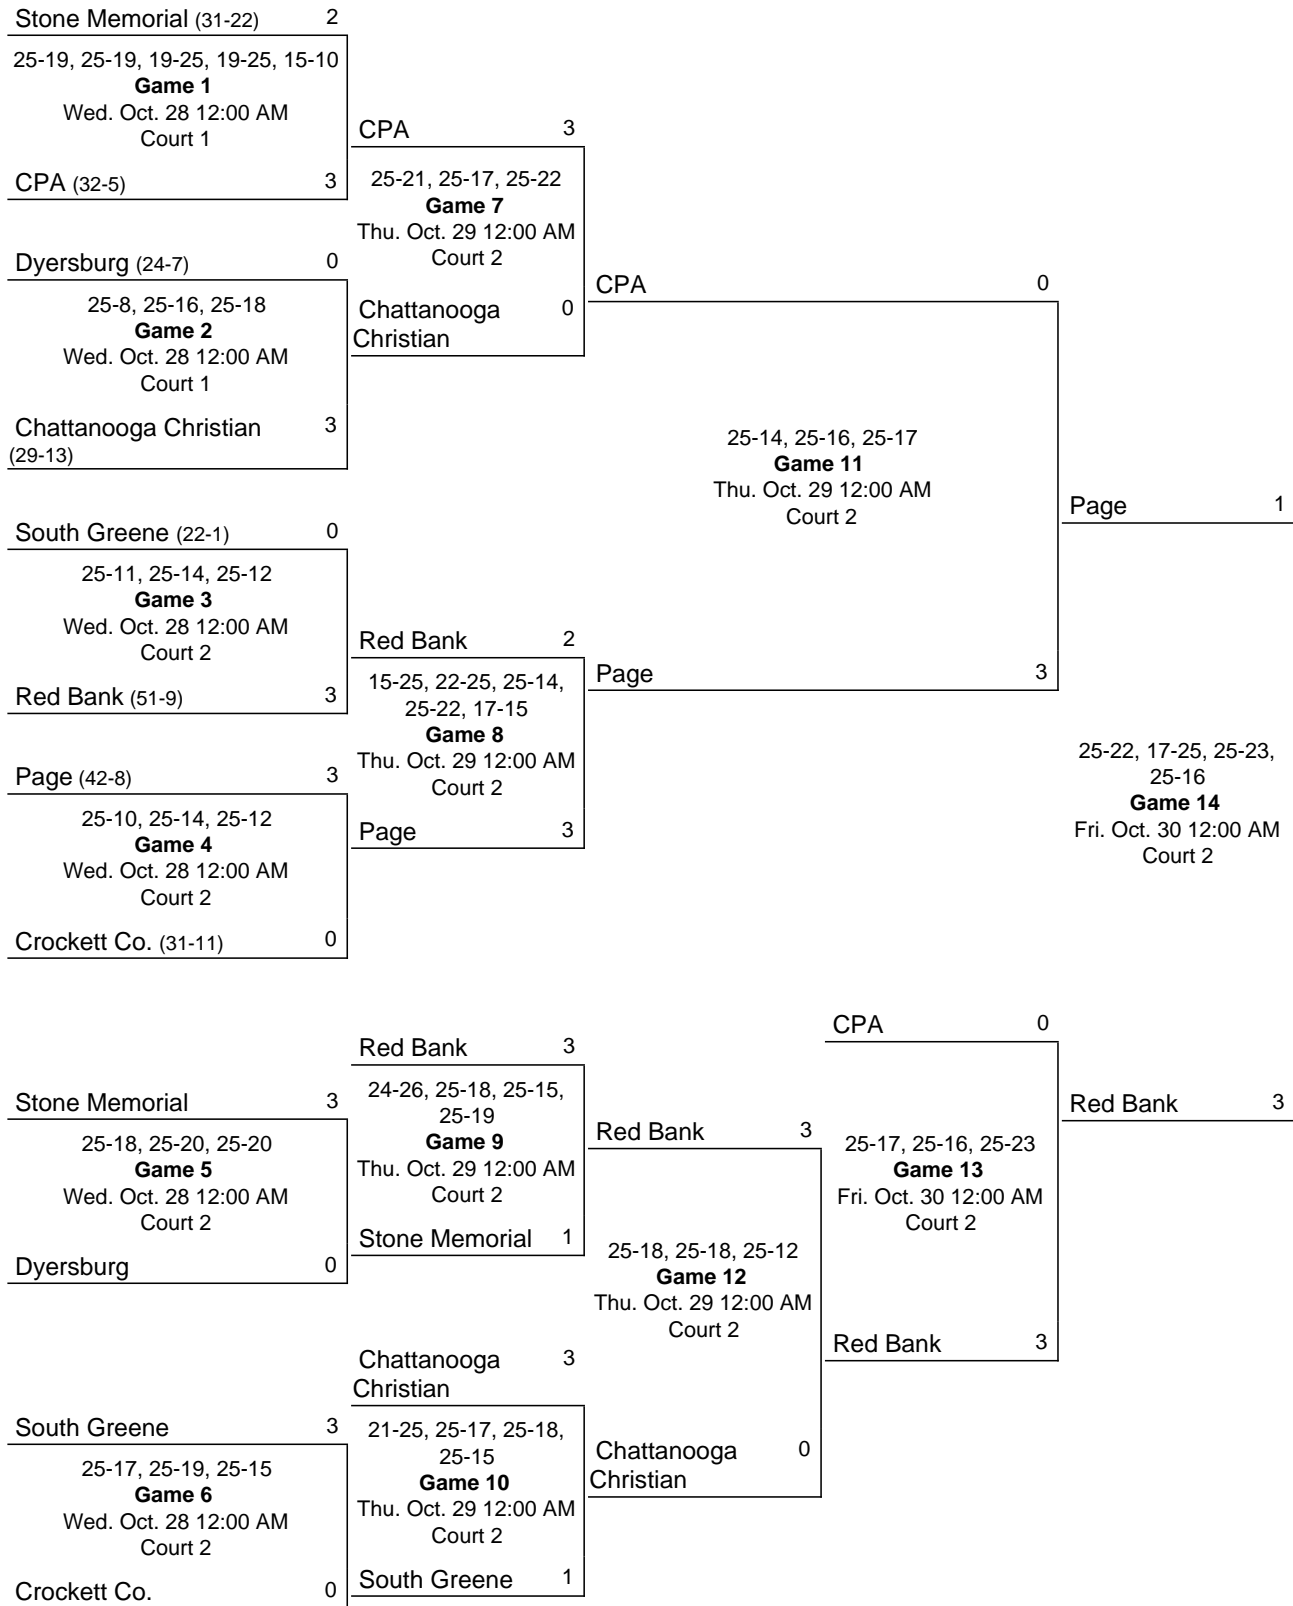 Stone Memorial (31-22) 2
25-19, 25-19, 19-25, 19-25, 15-10
Game 1
Wed. Oct. 28 12:00 AM
Court 1
CPA (32-5) 3
Dyersburg (24-7) 0
25-8, 25-16, 25-18
Game 2
Wed. Oct. 28 12:00 AM
Court 1
Chattanooga Christian 3
(29-13)
South Greene (22-1) 0
25-11, 25-14, 25-12
Game 3
Wed. Oct. 28 12:00 AM
Court 2
Red Bank (51-9) 3
Page (42-8) 3
25-10, 25-14, 25-12
Game 4
Wed. Oct. 28 12:00 AM
Court 2
Crockett Co. (31-11) 0
CPA 3
25-21, 25-17, 25-22
Game 7
Thu. Oct. 29 12:00 AM
Court 2
Chattanooga 0
Christian
Red Bank 2
15-25, 22-25, 25-14,
25-22, 17-15
Game 8
Thu. Oct. 29 12:00 AM
Court 2
Page 3
CPA 0
25-14, 25-16, 25-17
Game 11
Thu. Oct. 29 12:00 AM
Court 2
Page 3
Page 1
25-22, 17-25, 25-23,
25-16
Game 14
Fri. Oct. 30 12:00 AM
Court 2
Red Bank 3
Stone Memorial 3
25-18, 25-20, 25-20
Game 5
Wed. Oct. 28 12:00 AM
Court 2
Dyersburg 0
South Greene 3
25-17, 25-19, 25-15
Game 6
Wed. Oct. 28 12:00 AM
Court 2
Crockett Co. 0
Red Bank 3
24-26, 25-18, 25-15,
25-19
Game 9
Thu. Oct. 29 12:00 AM
Court 2
Stone Memorial 1
Chattanooga 3
Christian
21-25, 25-17, 25-18,
25-15
Game 10
Thu. Oct. 29 12:00 AM
Court 2
South Greene 1
Red Bank 3
25-18, 25-18, 25-12
Game 12
Thu. Oct. 29 12:00 AM
Court 2
Chattanooga 0
Christian
CPA 0
25-17, 25-16, 25-23
Game 13
Fri. Oct. 30 12:00 AM
Court 2
Red Bank 3